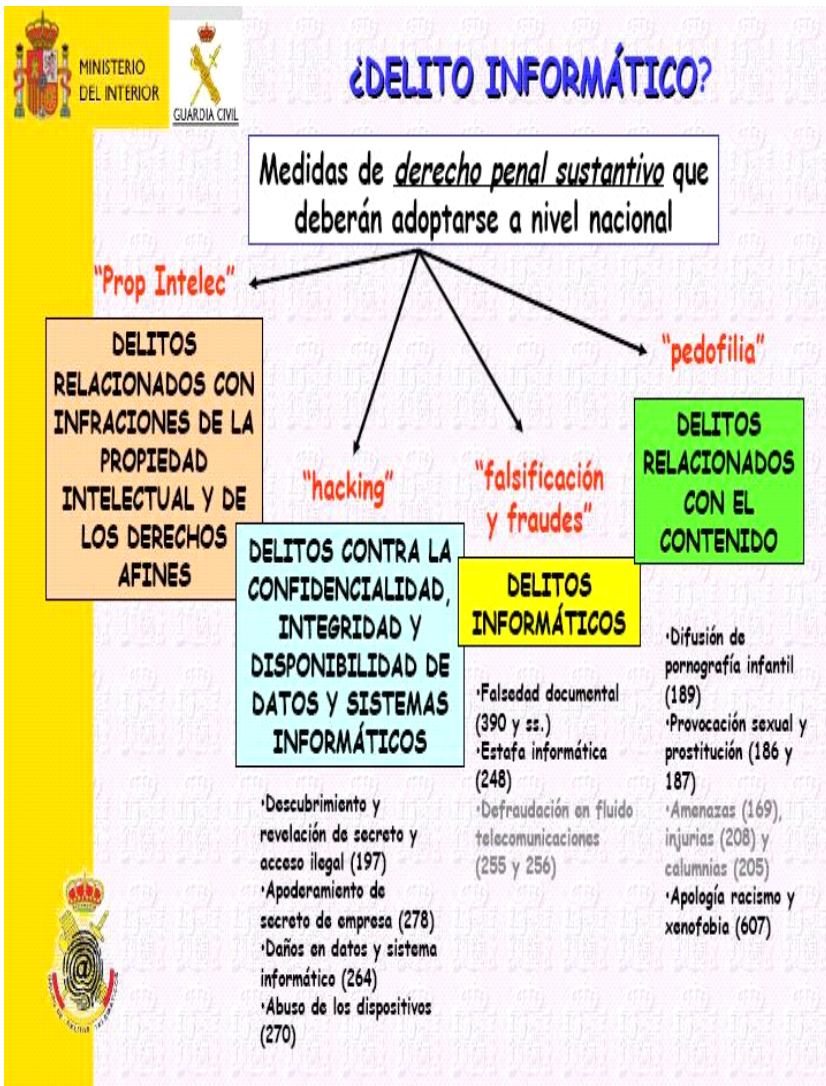 MINISTERIO
DEL INTERIOR
GUARDIA CIVIL
¿DELITO INFORMÁTICO?
Medidas de derecho penal sustantivo que
deberán adoptarse a nivel nacional
“Prop Intelec”
DELITOS
RELACIONADOS CON
INFRACIONES DE LA
PROPIEDAD
INTELECTUAL Y DE
LOS DERECHOS
AFINES
“hacking”
DELITOS CONTRA LA
CONFIDENCIALIDAD,
INTEGRIDAD Y
DISPONIBILIDAD DE
DATOS Y SISTEMAS
INFORMÁTICOS
•Descubrimiento y
revelación de secreto y
acceso ilegal (197)
•Apoderamiento de
secreto de empresa (278)
•Daños en datos y sistema
informático (264)
•Abuso de los dispositivos
(270)
“falsificación
y fraudes”
DELITOS
INFORMÁTICOS
•Falsedad documental
(390 y ss.)
•Estafa informática
(248)
•Defraudación en fluido
telecomunicaciones
(255 y 256)
“pedofilia”
DELITOS
RELACIONADOS
CON EL
CONTENIDO
•Difusión de
pornografía infantil
(189)
•Provocación sexual y
prostitución (186 y
187)
•Amenazas (169),
injurias (208) y
calumnias (205)
•Apología racismo y
xenofobia (607)
@